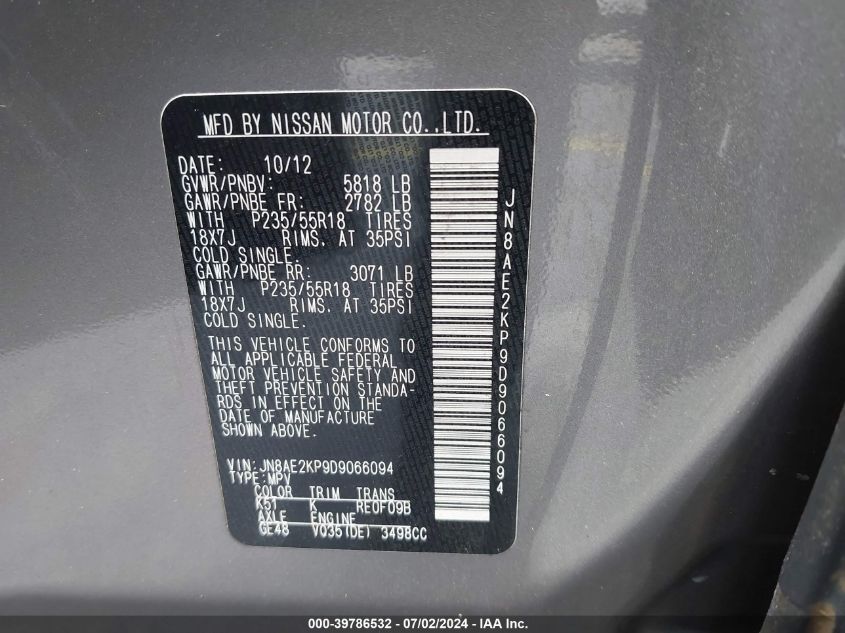 MFD BY NISSAN MOTOR CO.,LTD.
DATE: 10/12
GVWR/PNBV: 5818 LB
GAWR/PNBE FR: 2782 LB
WITH P235/55R18 TIRES
18X7J RIMS, AT 35PSI
COLD SINGLE.
GAWR/PNBE RR: 3071 LB
WITH P235/55R18 TIRES
18X7J RIMS, AT 35PSI
COLD SINGLE.
THIS VEHICLE CONFORMS TO
ALL APPLICABLE FEDERAL
MOTOR VEHICLE SAFETY AND
THEFT PREVENTION STANDA-
RDS IN EFFECT ON THE
DATE OF MANUFACTURE
SHOWN ABOVE.
VIN:JN8AE2KP9D9066094
TYPE:MPV
COLOR TRIM TRANS
K51 K RE0F09B
AXLE ENGINE
GE48 VQ35(DE) 3498CC
JN8AE2KP9D9066094
000-39786532 - 07/02/2024 - IAA Inc.